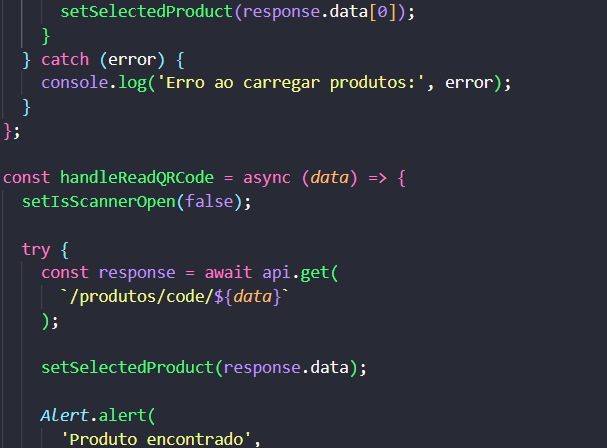 setSelectedProduct(response.data[0]);
}
} catch (error) {
console.log('Erro ao carregar produtos:', error);
}
};
const handleReadQRCode = async (data) => {
setIsScannerOpen(false);
try {
const response = await api.get(
`/produtos/code/${data}`
);
setSelectedProduct(response.data);
Alert.alert(
'Produto encontrado',